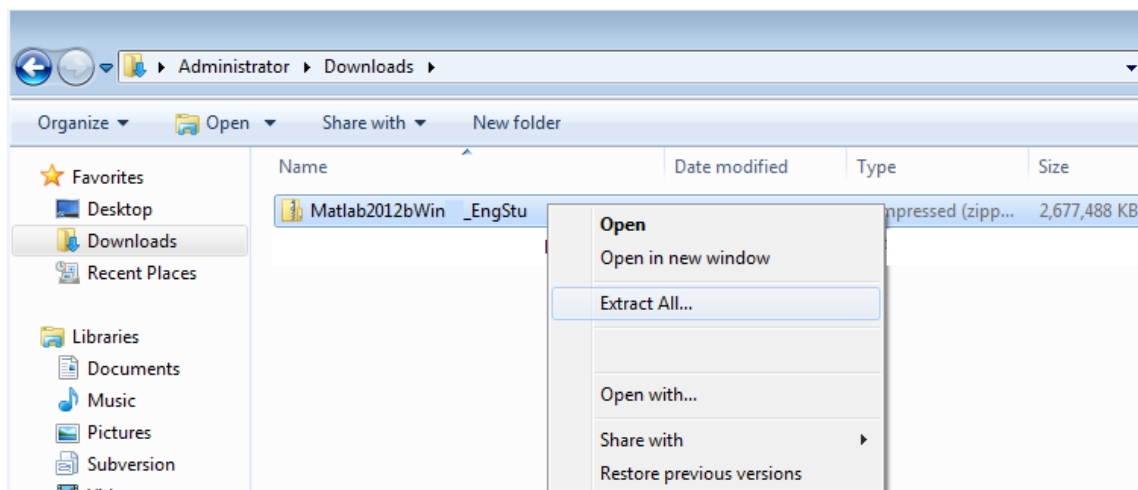 Administrator Downloads
Organize Open Share with New folder
Favorites
Desktop
Downloads
Recent Places
Libraries
Documents
Music
Pictures
Subversion
Name Date modified Type Size
Matlab2012bWin _EngStu mpressed (zipp... 2,677,488 KB
Open
Open in new window
Extract All...
Open with...
Share with
Restore previous versions